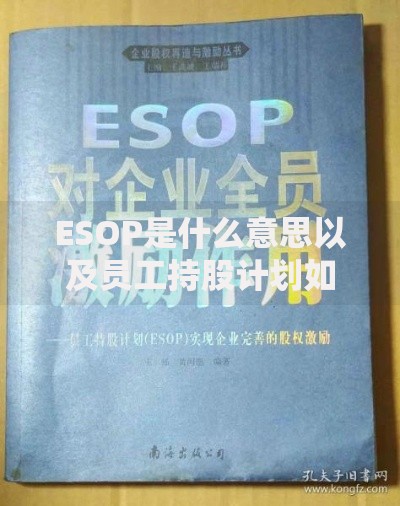 企业股权再造与激励丛书
ESOP
对企业全员
激励作用
ESOP是什么意思以
及员工持股计划如
——员工持股计划(ESOP)实现企业完善的股权激励
编著
南海出版公司
孔夫子旧书网
www.kongfz.com